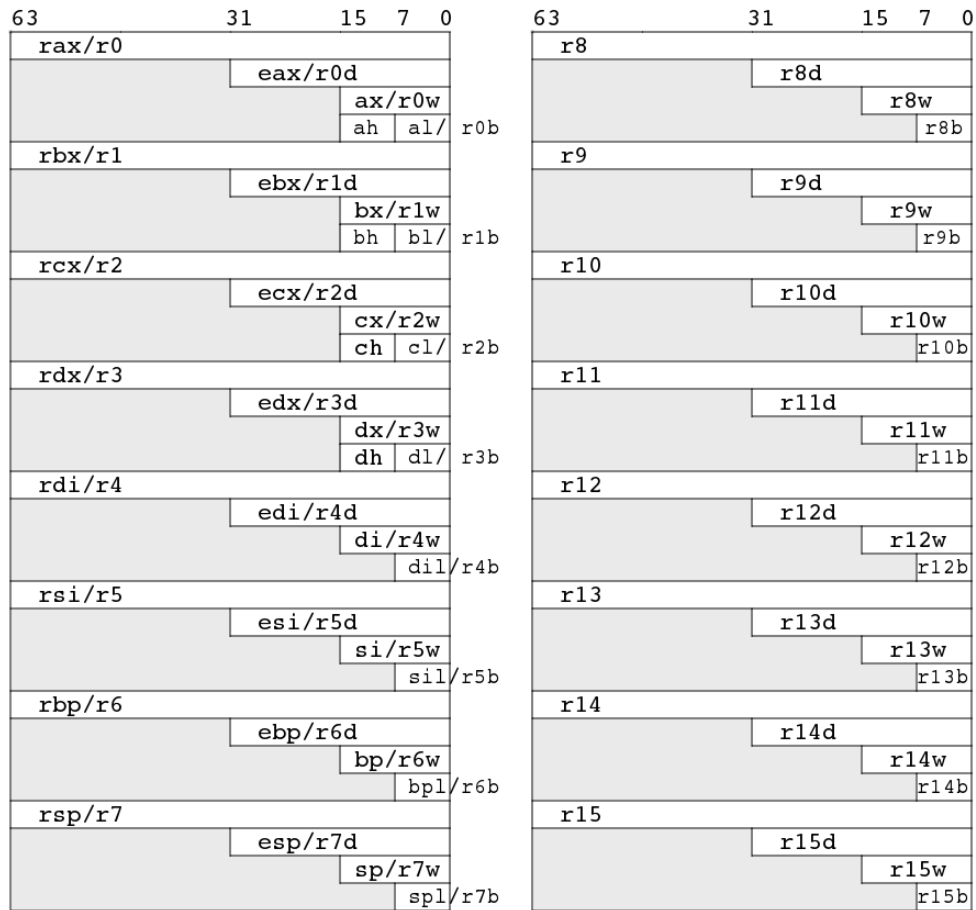 63 31 15 7 0
rax/r0
eax/r0d
ax/r0w
ah al/ r0b
rbx/r1
ebx/r1d
bx/r1w
bh bl/ r1b
rcx/r2
ecx/r2d
cx/r2w
ch cl/ r2b
rdx/r3
edx/r3d
dx/r3w
dh dl/ r3b
rdi/r4
edi/r4d
di/r4w
dil/r4b
rsi/r5
esi/r5d
si/r5w
sil/r5b
rbp/r6
ebp/r6d
bp/r6w
bpl/r6b
rsp/r7
esp/r7d
sp/r7w
spl/r7b
63 31 15 7 0
r8
r8d
r8w
r8b
r9
r9d
r9w
r9b
r10
r10d
r10w
r10b
r11
r11d
r11w
r11b
r12
r12d
r12w
r12b
r13
r13d
r13w
r13b
r14
r14d
r14w
r14b
r15
r15d
r15w
r15b